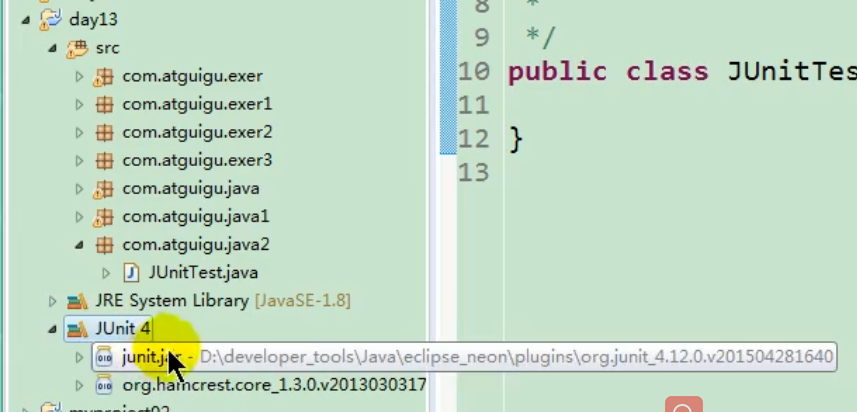 day13
src
com.atguigu.exer
com.atguigu.exer1
com.atguigu.exer2
com.atguigu.exer3
com.atguigu.java
com.atguigu.java1
com.atguigu.java2
JUnitTest.java
JRE System Library [JavaSE-1.8]
JUnit 4
junit.jar - D:\developer_tools\Java\eclipse_neon\plugins\org.junit_4.12.0.v201504281640
org.hamcrest.core_1.3.0.v2013030317
8 *
9 */
10 public class JUnitTes
11
12 }
13